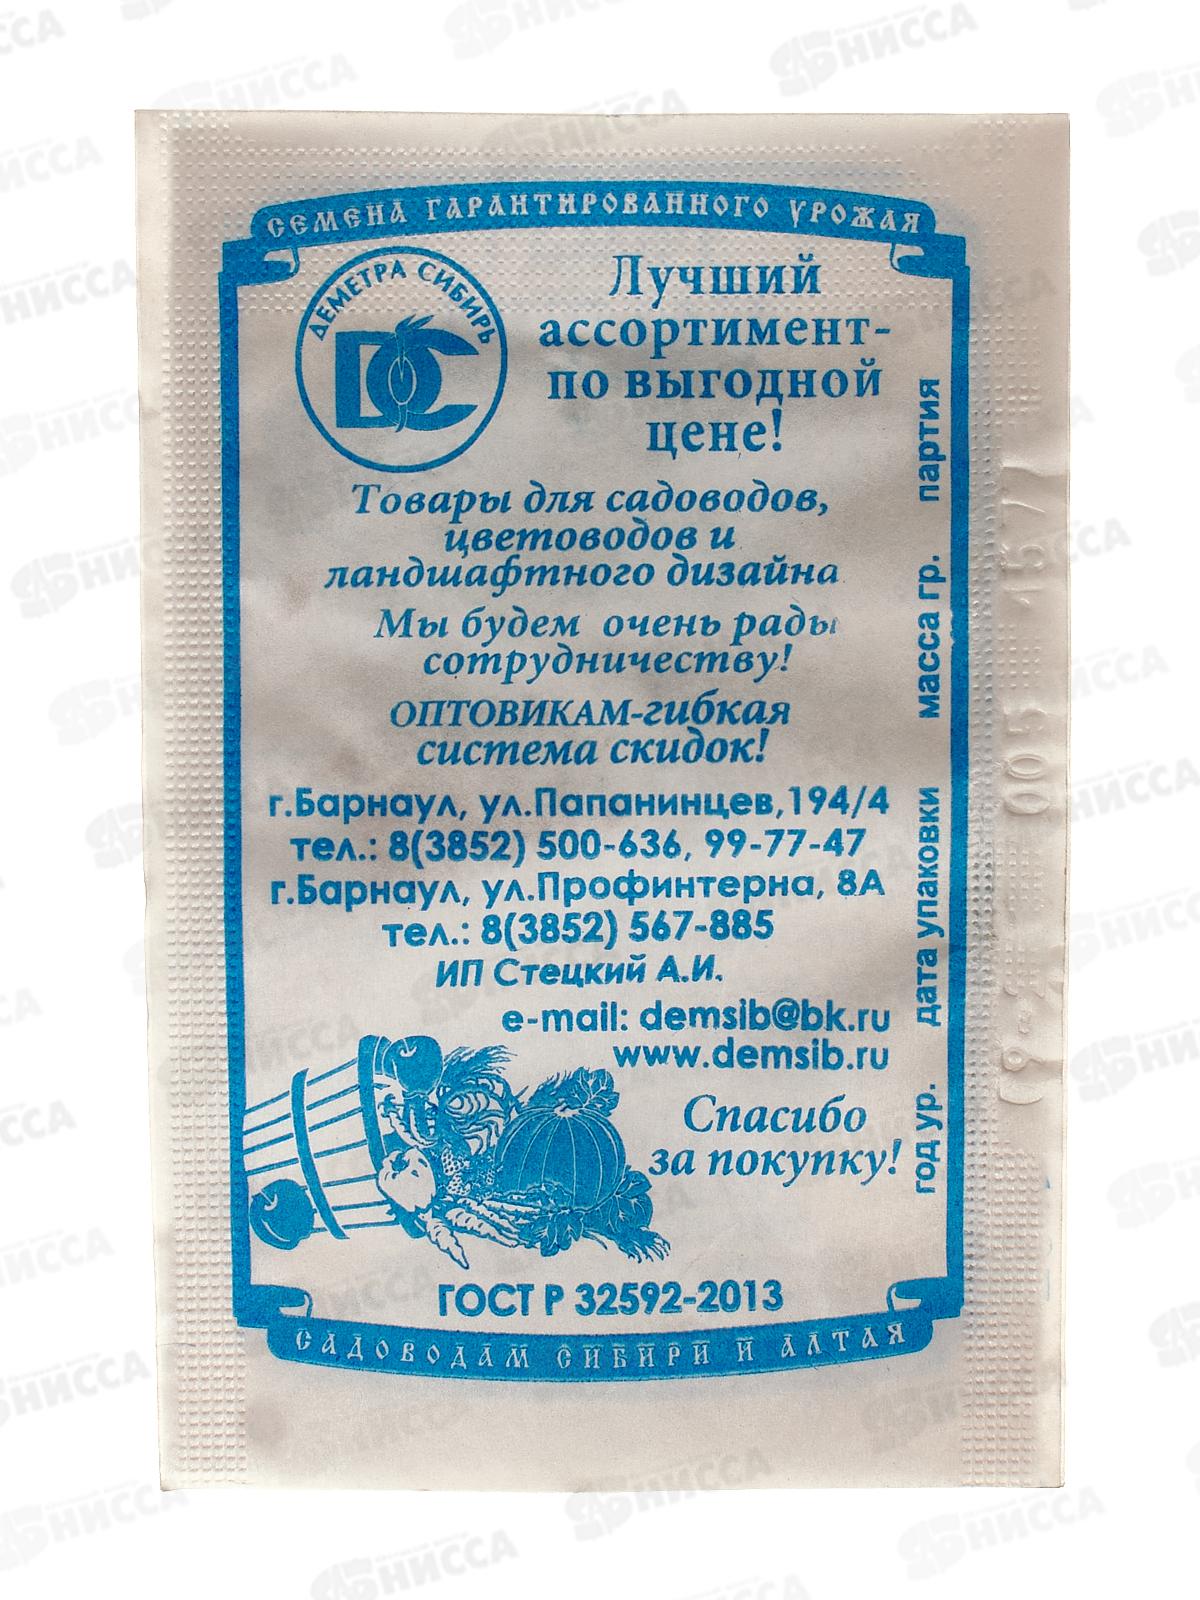 СЕМЕНА ГАРАНТИРОВАННОГО УРОЖАЯ
ДЕМЕТРА СИБИРЬ
DC
Лучший
ассортимент-
по выгодной
цене!
Товары для садоводов,
цветоводов и
ландшафтного дизайна
Мы будем очень рады
сотрудничеству!
ОПТОВИКАМ-гибкая
система скидок!
г.Барнаул, ул.Папанинцев,194/4
тел.: 8(3852) 500-636, 99-77-47
г.Барнаул, ул.Профинтерна, 8А
тел.: 8(3852) 567-885
ИП Стецкий А.И.
e-mail: demsib@bk.ru
www.demsib.ru
Спасибо
за покупку!
год ур. дата упаковки масса гр. партия
ГОСТ Р 32592-2013
САДОВОДАМ СИБИРИ И АЛТАЯ
НИССА